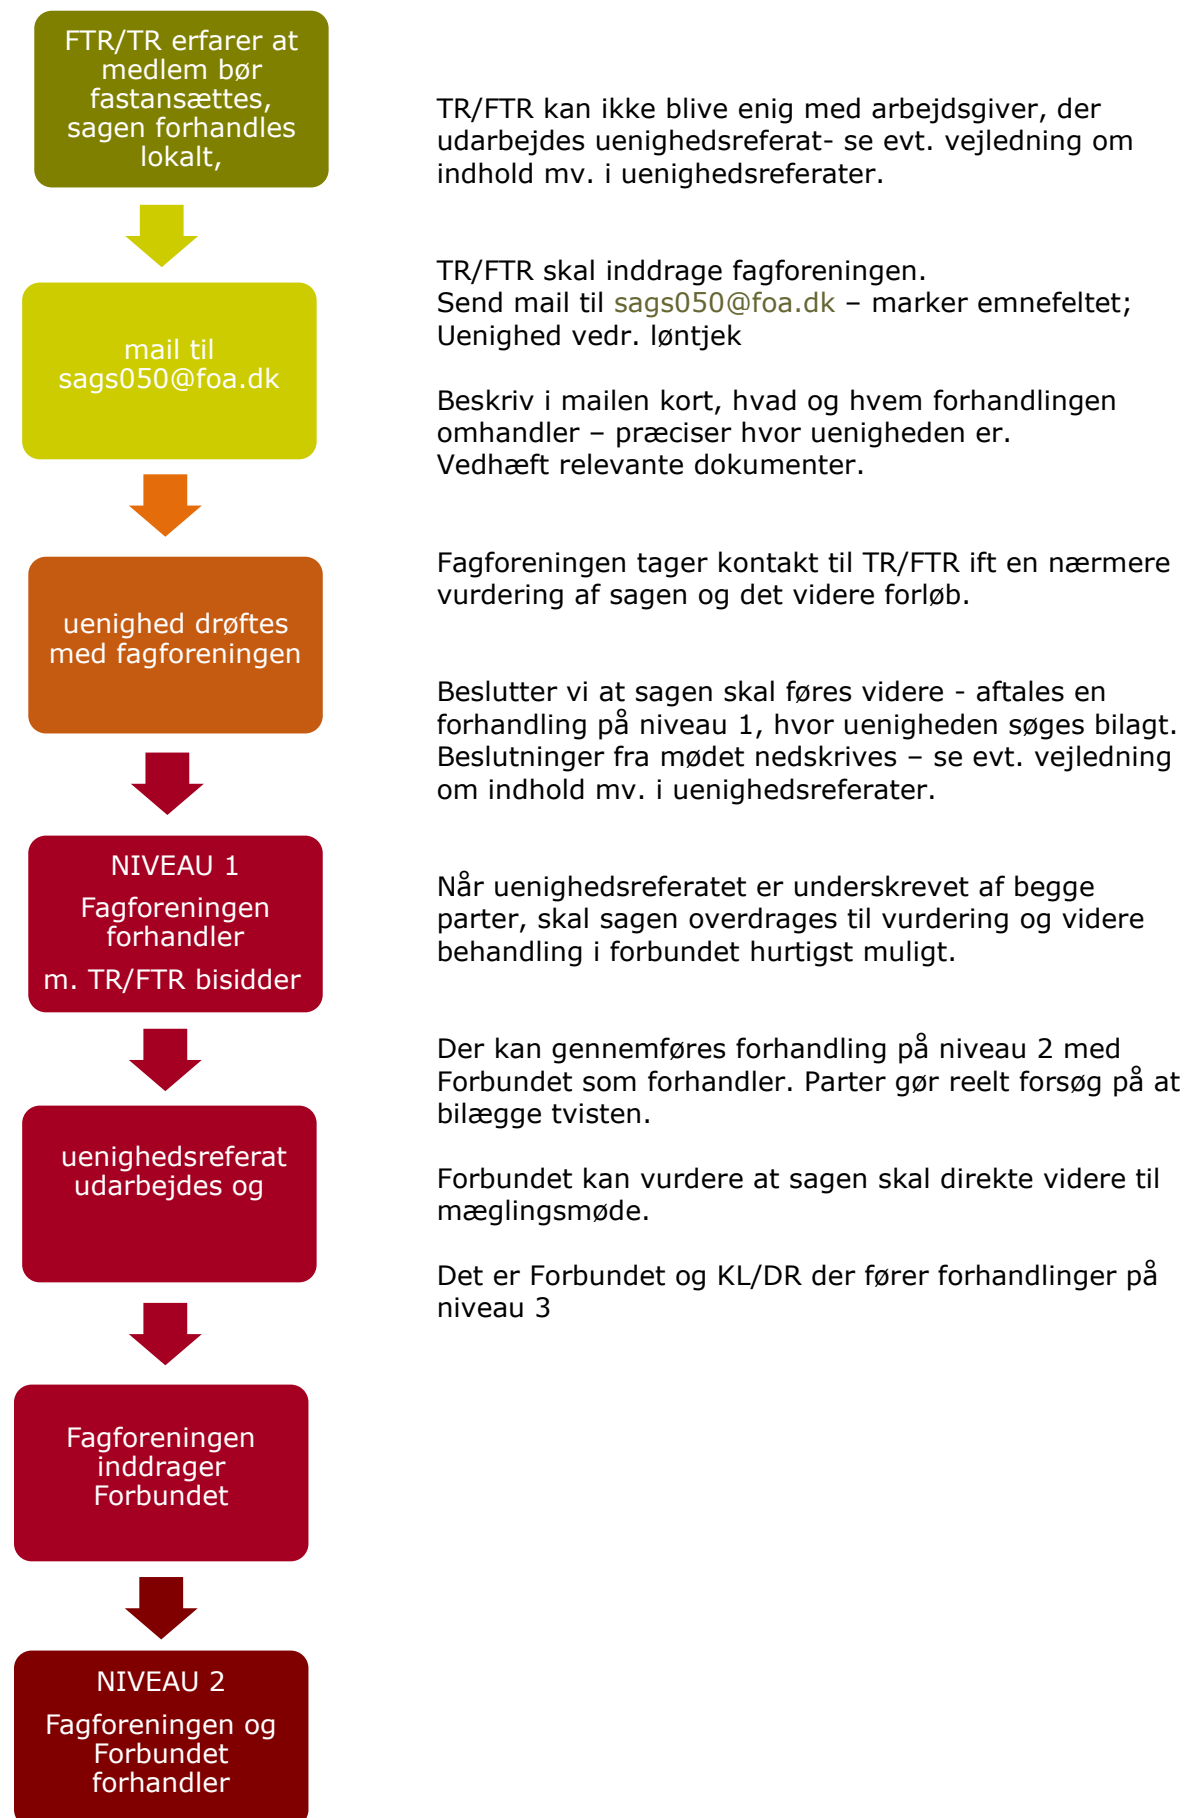 FTR/TR erfarer at
medlem bør
fastansættes,
sagen forhandles
lokalt,
TR/FTR kan ikke blive enig med arbejdsgiver, der
udarbejdes uenighedsreferat- se evt. vejledning om
indhold mv. i uenighedsreferater.
mail til
sags050@foa.dk
TR/FTR skal inddrage fagforeningen.
Send mail til sags050@foa.dk – marker emnefeltet;
Uenighed vedr. løntjek
Beskriv i mailen kort, hvad og hvem forhandlingen
omhandler – præciser hvor uenigheden er.
Vedhæft relevante dokumenter.
uenighed drøftes
med fagforeningen
Fagforeningen tager kontakt til TR/FTR ift en nærmere
vurdering af sagen og det videre forløb.
Beslutter vi at sagen skal føres videre - aftales en
forhandling på niveau 1, hvor uenigheden søges bilagt.
Beslutninger fra mødet nedskrives – se evt. vejledning
om indhold mv. i uenighedsreferater.
NIVEAU 1
Fagforeningen
forhandler
m. TR/FTR bisidder
Når uenighedsreferatet er underskrevet af begge
parter, skal sagen overdrages til vurdering og videre
behandling i forbundet hurtigst muligt.
Der kan gennemføres forhandling på niveau 2 med
Forbundet som forhandler. Parter gør reelt forsøg på at
bilægge tvisten.
uenighedsreferat
udarbejdes og
Forbundet kan vurdere at sagen skal direkte videre til
mæglingsmøde.
Det er Forbundet og KL/DR der fører forhandlinger på
niveau 3
Fagforeningen
inddrager
Forbundet
NIVEAU 2
Fagforeningen og
Forbundet
forhandler